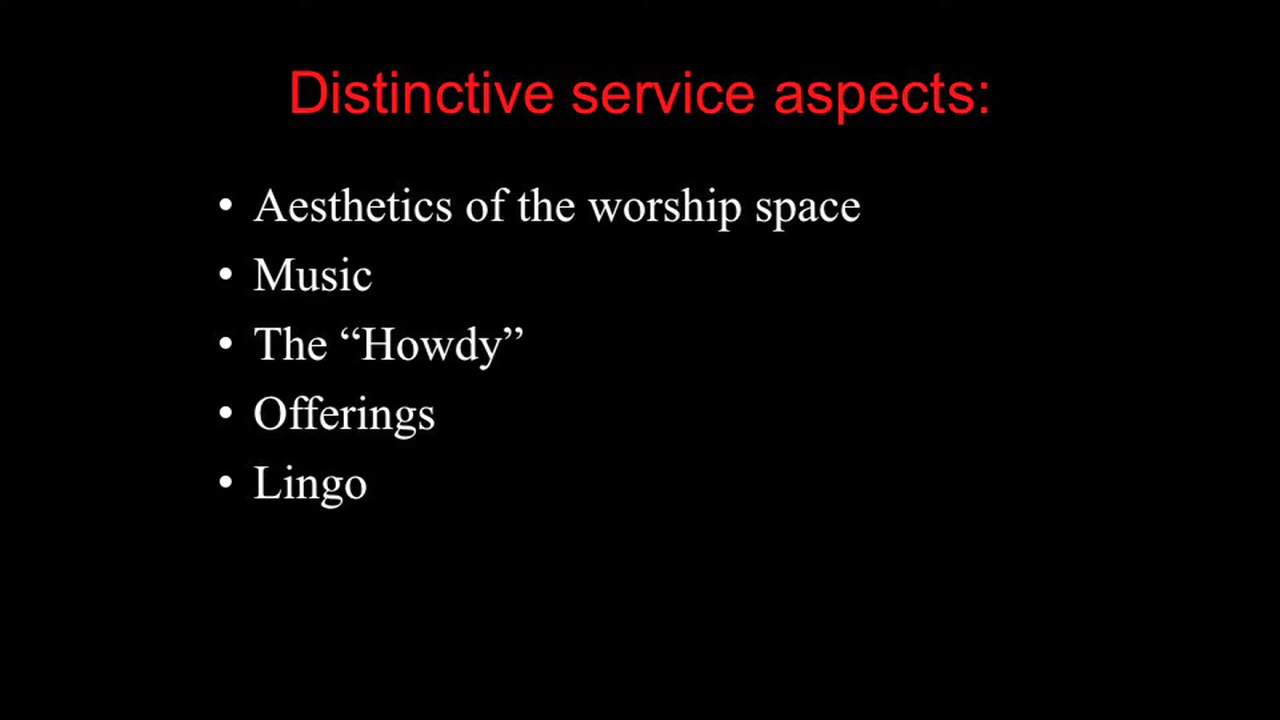 Distinctive service aspects:
• Aesthetics of the worship space
• Music
• The “Howdy”
• Offerings
• Lingo